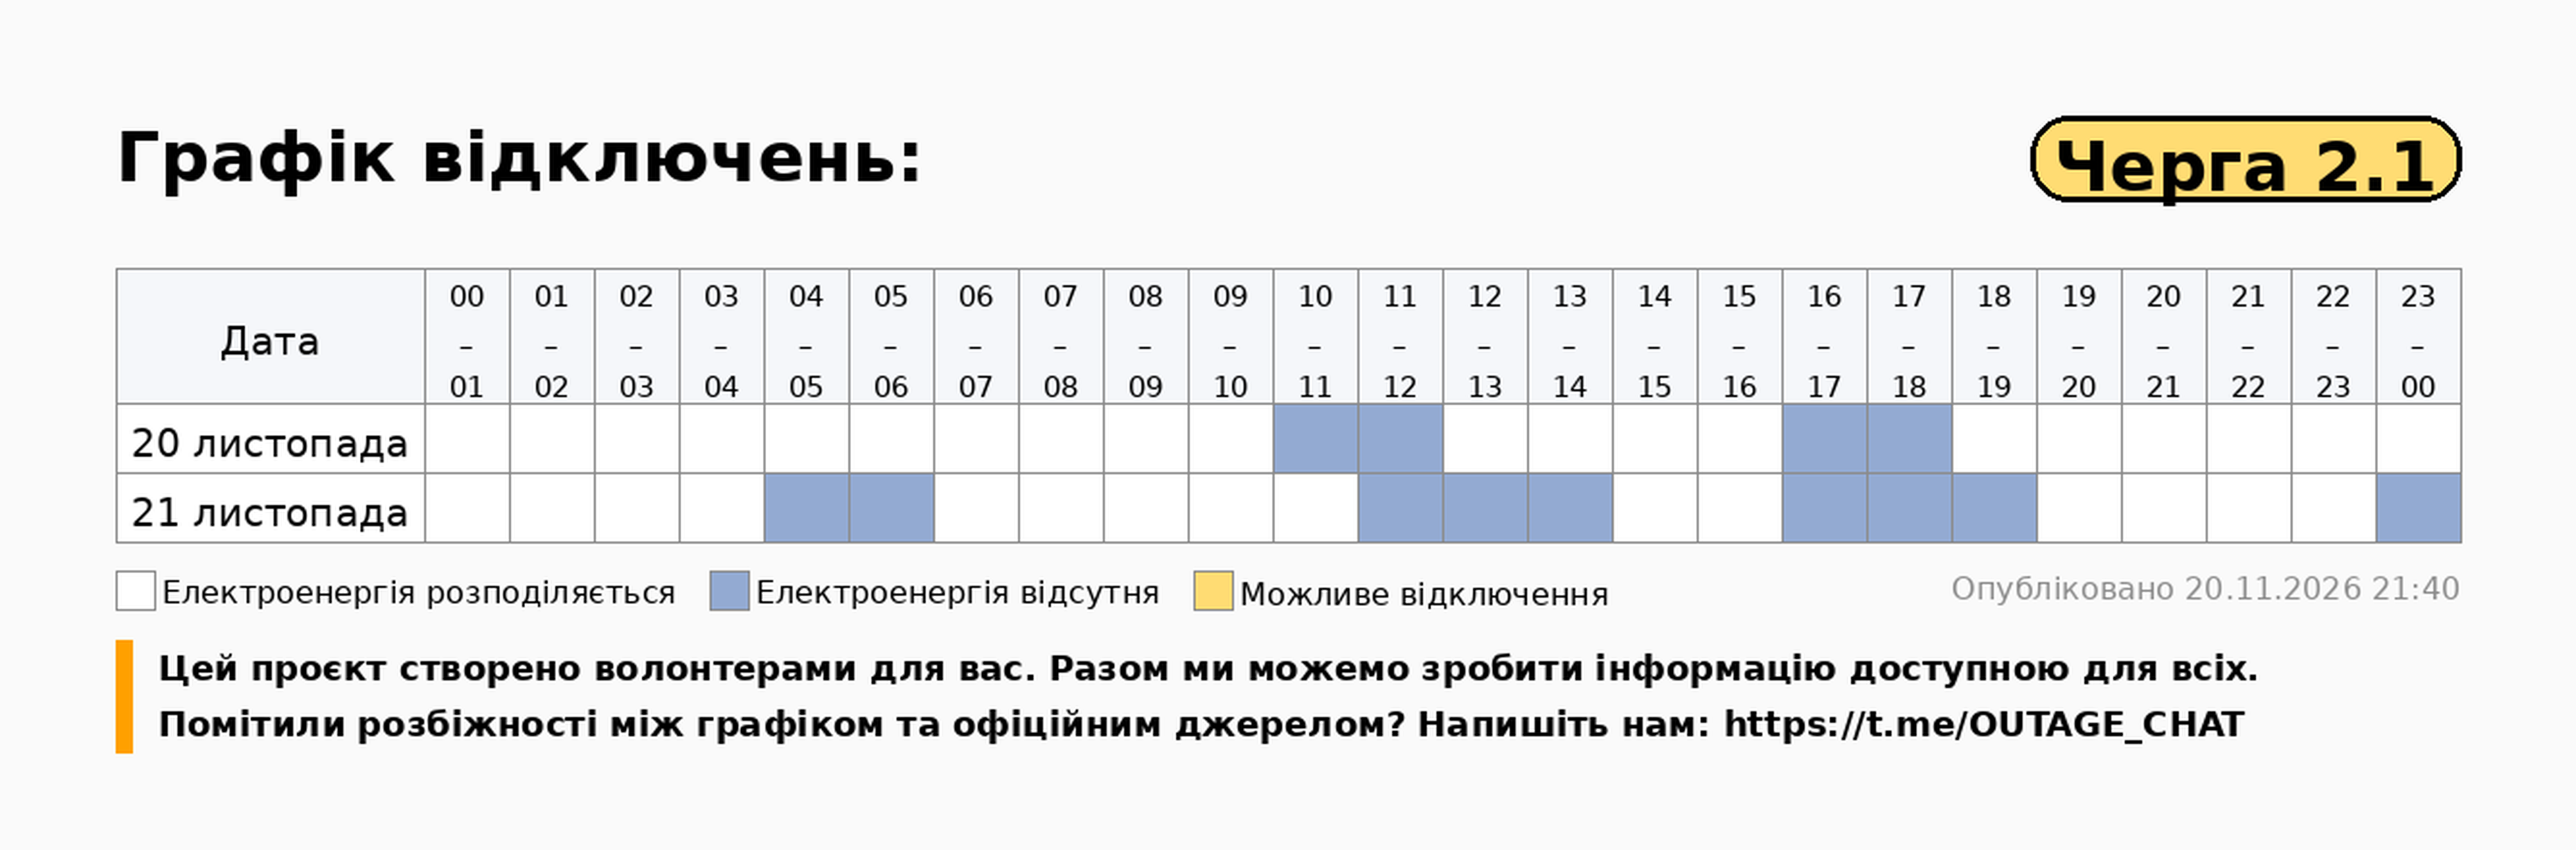 Графік відключень:
Черга 2.1
Дата 00 – 01 01 – 02 02 – 03 03 – 04 04 – 05 05 – 06 06 – 07 07 – 08 08 – 09 09 – 10 10 – 11 11 – 12 12 – 13 13 – 14 14 – 15 15 – 16 16 – 17 17 – 18 18 – 19 19 – 20 20 – 21 21 – 22 22 – 23 23 – 00
20 листопада
21 листопада
Електроенергія розподіляється Електроенергія відсутня Можливе відключення Опубліковано 20.11.2026 21:40
Цей проєкт створено волонтерами для вас. Разом ми можемо зробити інформацію доступною для всіх.
Помітили розбіжності між графіком та офіційним джерелом? Напишіть нам: https://t.me/OUTAGE_CHAT